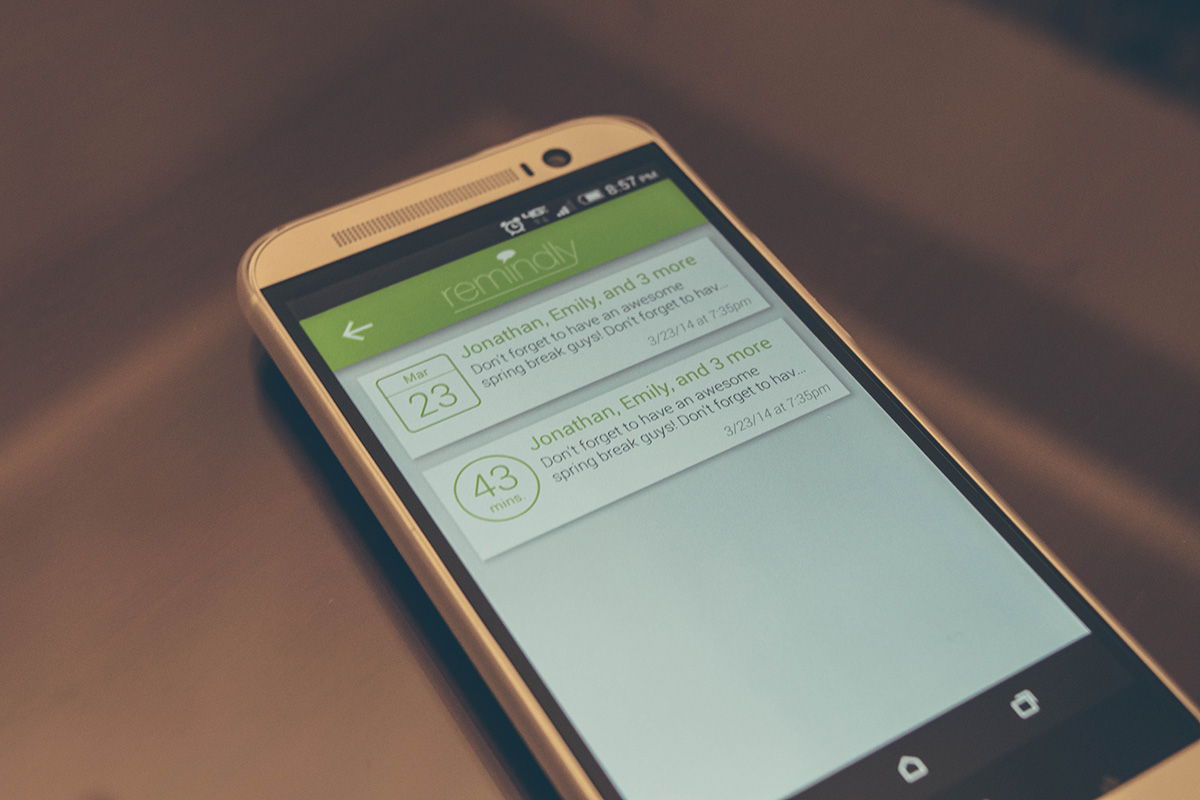 8:57 PM
remindly
Jonathan, Emily, and 3 more
Don't forget to have an awesome
spring break guys! Don't forget to hav...
3/23/14 at 7:35pm
Mar
23
Jonathan, Emily, and 3 more
Don't forget to have an awesome
spring break guys! Don't forget to hav...
3/23/14 at 7:35pm
43
mins.